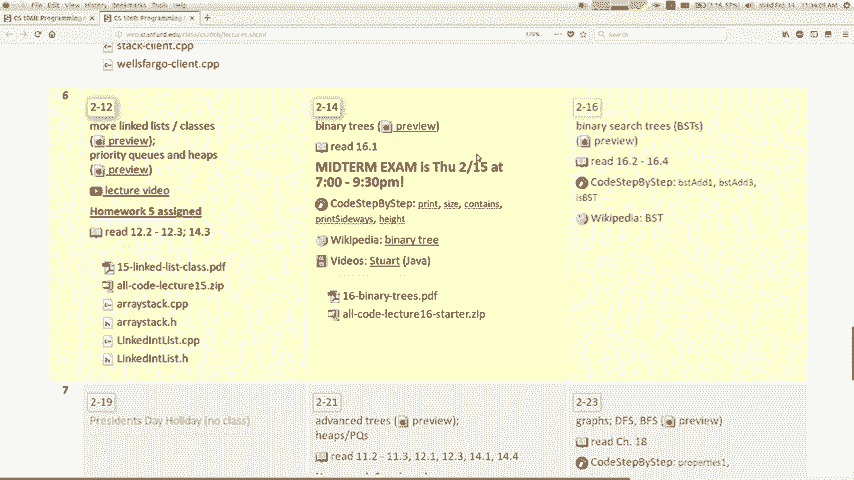 File Edit View History Bookmarks Tools Help
CS 106B: Programming
CS 106B: Programming
Search
stack-client.cpp
wellsfargo-client.cpp
6
2-12
more linked lists / classes
( preview);
priority queues and heaps
( preview)
lecture video
Homework 5 assigned
read 12.2 - 12.3; 14.3
15-linked-list-class.pdf
all-code-lecture15.zip
arraystack.cpp
arraystack.h
LinkedIntList.cpp
LinkedIntList.h
2-14
binary trees ( preview)
read 16.1
MIDTERM EXAM is Thu 2/15 at
7:00 - 9:30pm!
CodeStepByStep: print, size, contains,
printSideways, height
Wikipedia: binary tree
Videos: Stuart (Java)
16-binary-trees.pdf
all-code-lecture16-starter.zip
2-16
binary search trees (BSTs)
( preview)
read 16.2 - 16.4
CodeStepByStep: bstAdd1, bstAdd3,
isBST
Wikipedia: BST
7
2-19
Presidents Day Holiday (no class)
2-21
advanced trees ( preview);
heaps/PQs
read 11.2 - 11.3, 12.1, 12.3, 14.1, 14.4
2-23
graphs; DFS, BFS ( preview)
read Ch. 18
CodeStepByStep: properties1,